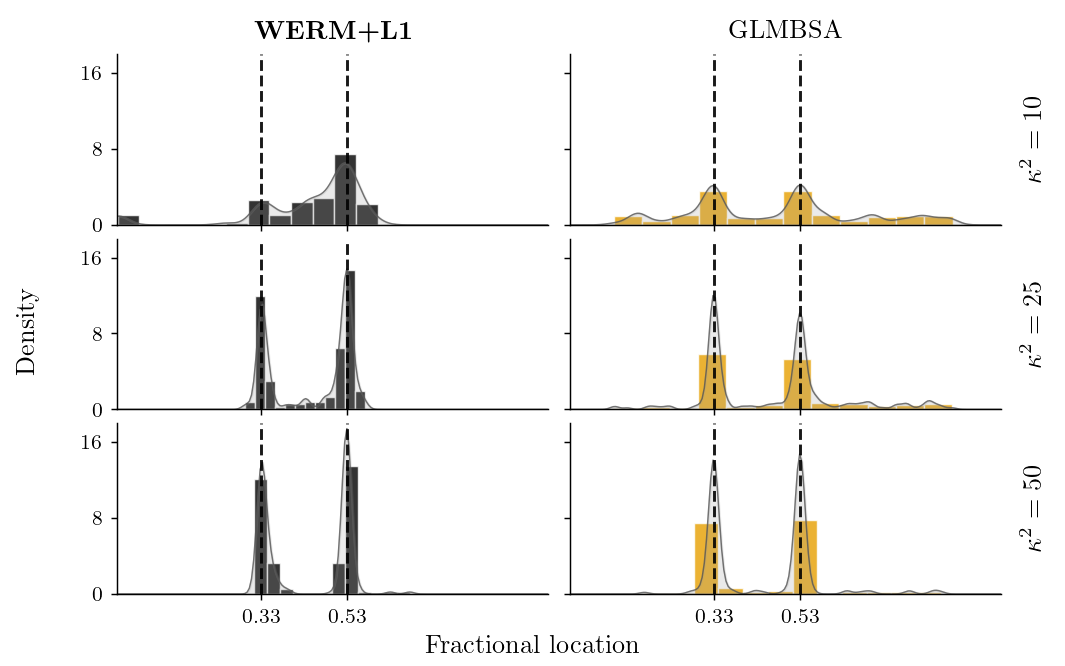 WERM+L1 GLMBSA
16
8
0
κ² = 10
16
8
0
κ² = 25
Density
16
8
0
κ² = 50
0.33 0.53 0.33 0.53
Fractional location